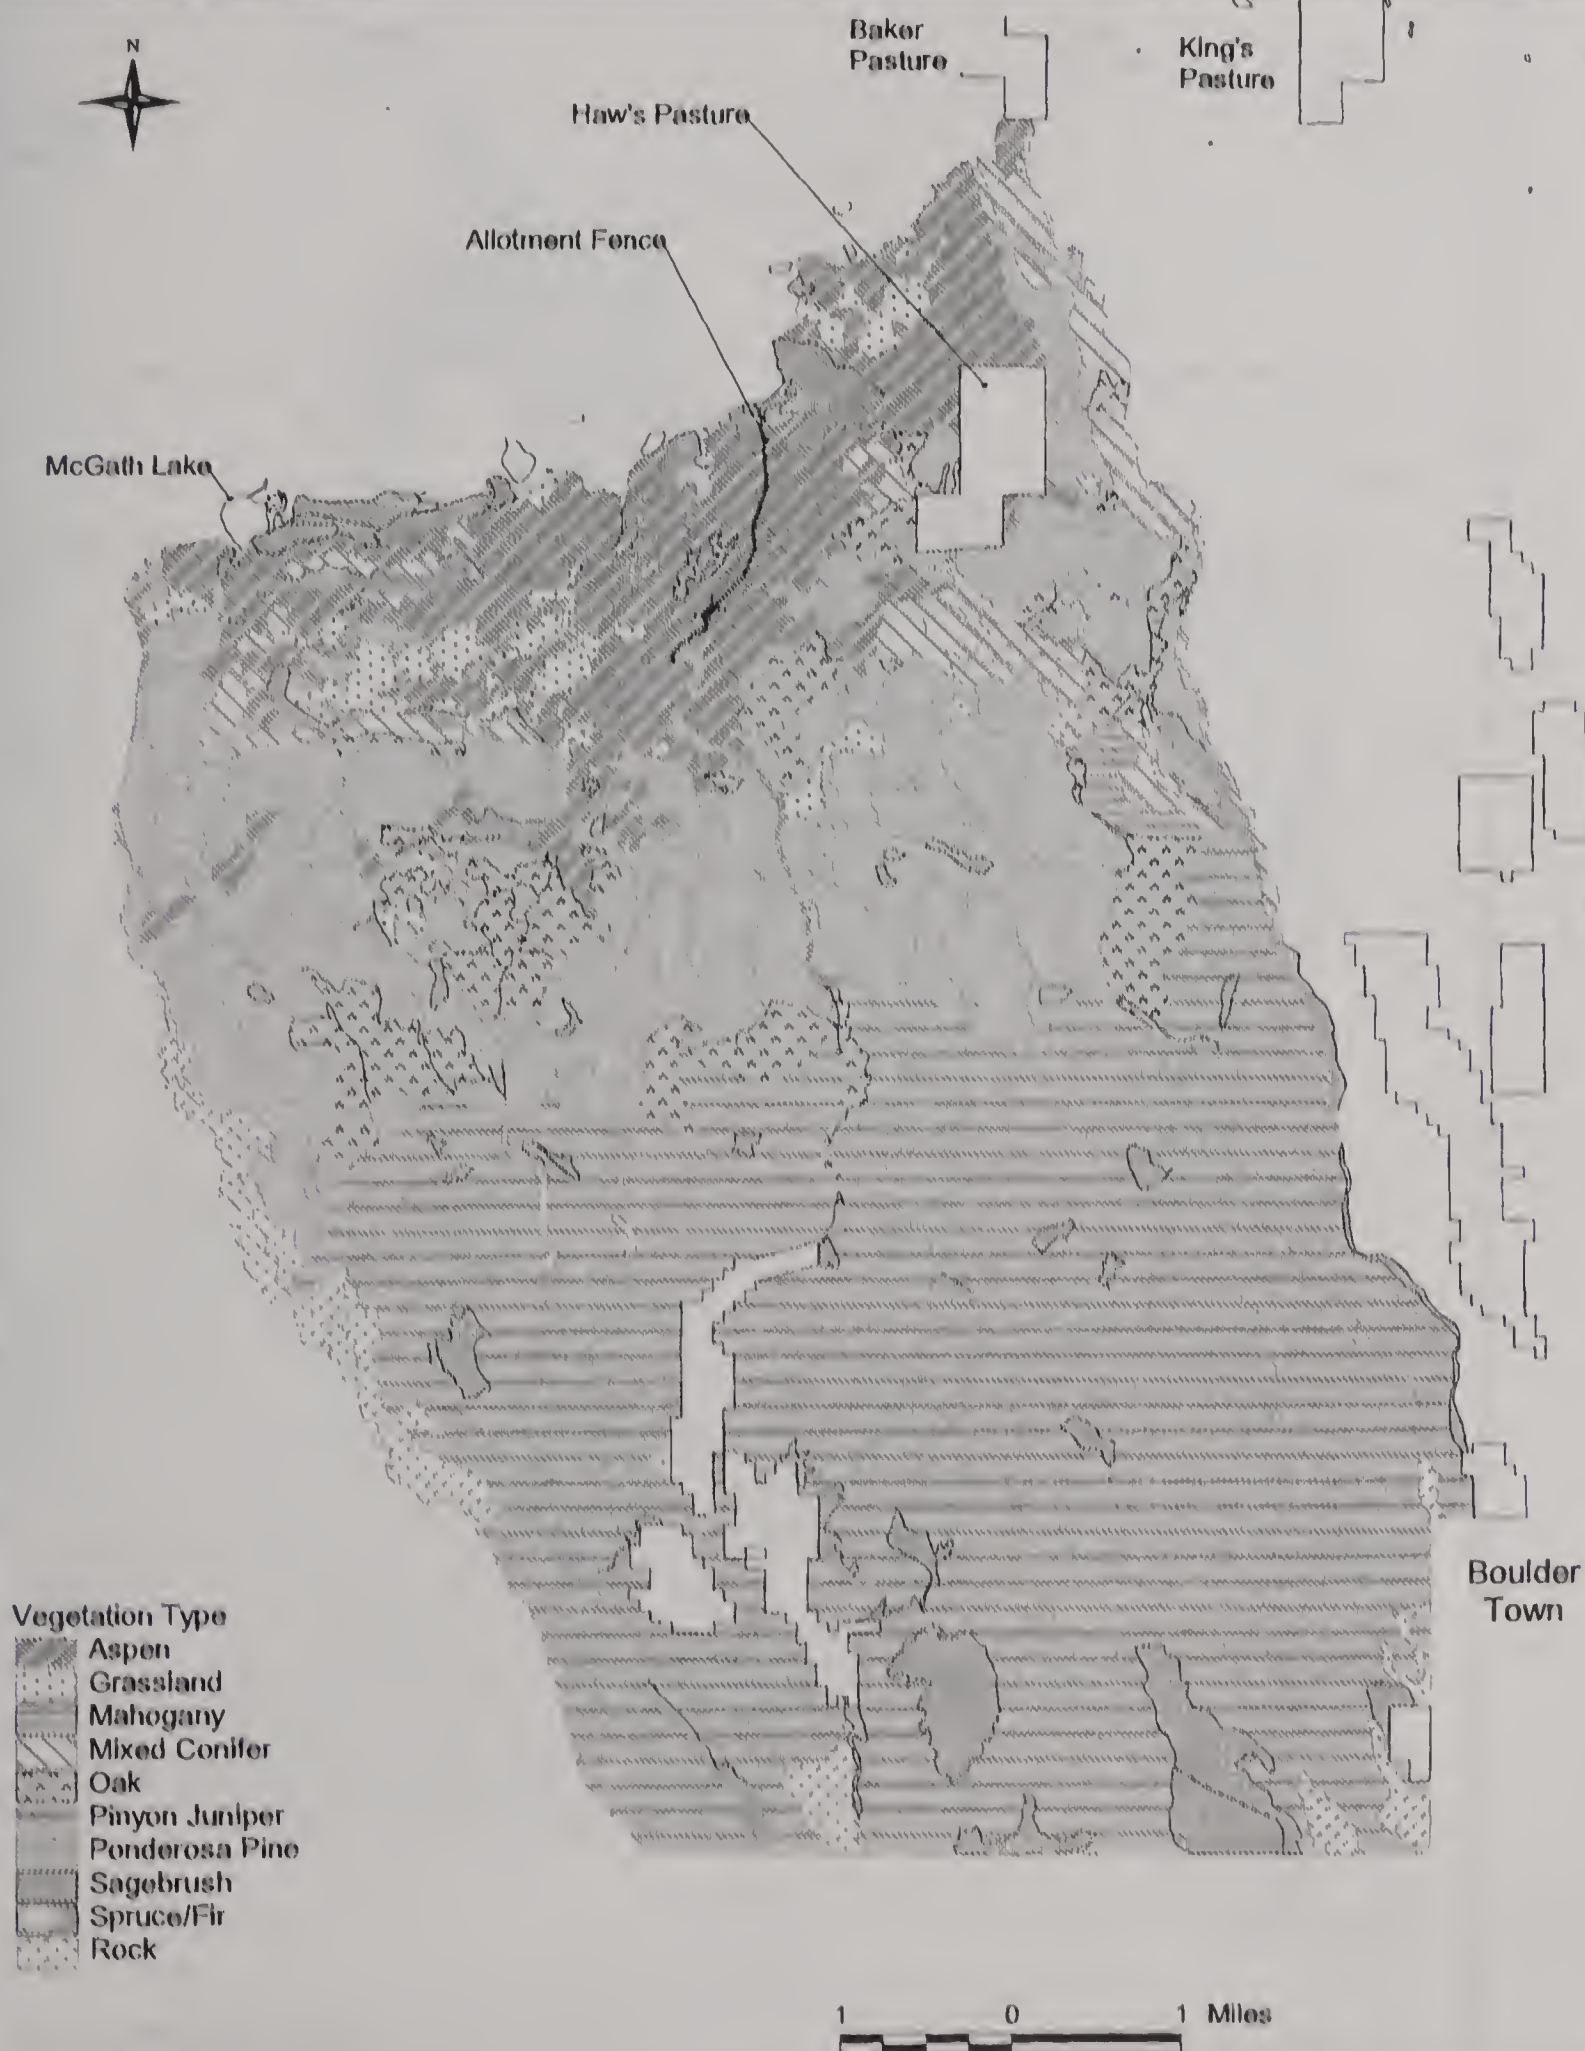 N
Baker
Pasture
King's
Pasture
Haw's Pasture
Allotment Fence
McGath Lake
Boulder
Town
Vegetation Type
Aspen
Grassland
Mahogany
Mixed Conifer
Oak
Pinyon Juniper
Ponderosa Pine
Sagebrush
Spruce/Fir
Rock
1 0 1 Miles